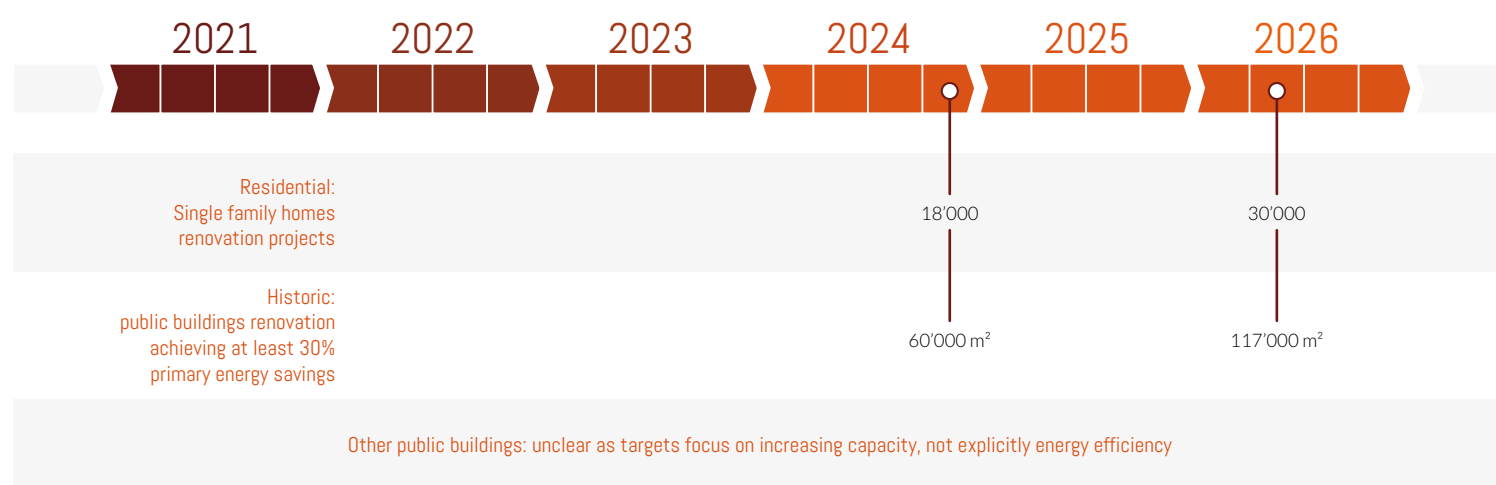 2021 2022 2023 2024 2025 2026
Residential:
Single family homes
renovation projects
18’000 30’000
Historic:
public buildings renovation
achieving at least 30%
primary energy savings
60’000 m² 117’000 m²
Other public buildings: unclear as targets focus on increasing capacity, not explicitly energy efficiency